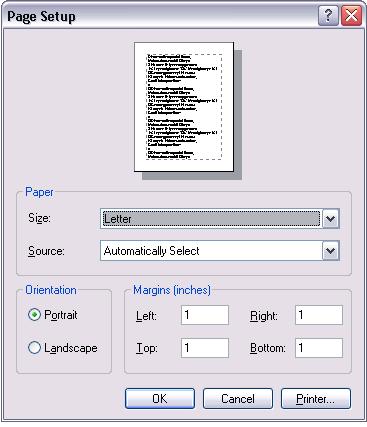 Page Setup
Paper
Size: Letter
Source: Automatically Select
Orientation Margins (inches)
Portrait Left: 1 Right: 1
Landscape Top: 1 Bottom: 1
OK Cancel Printer...